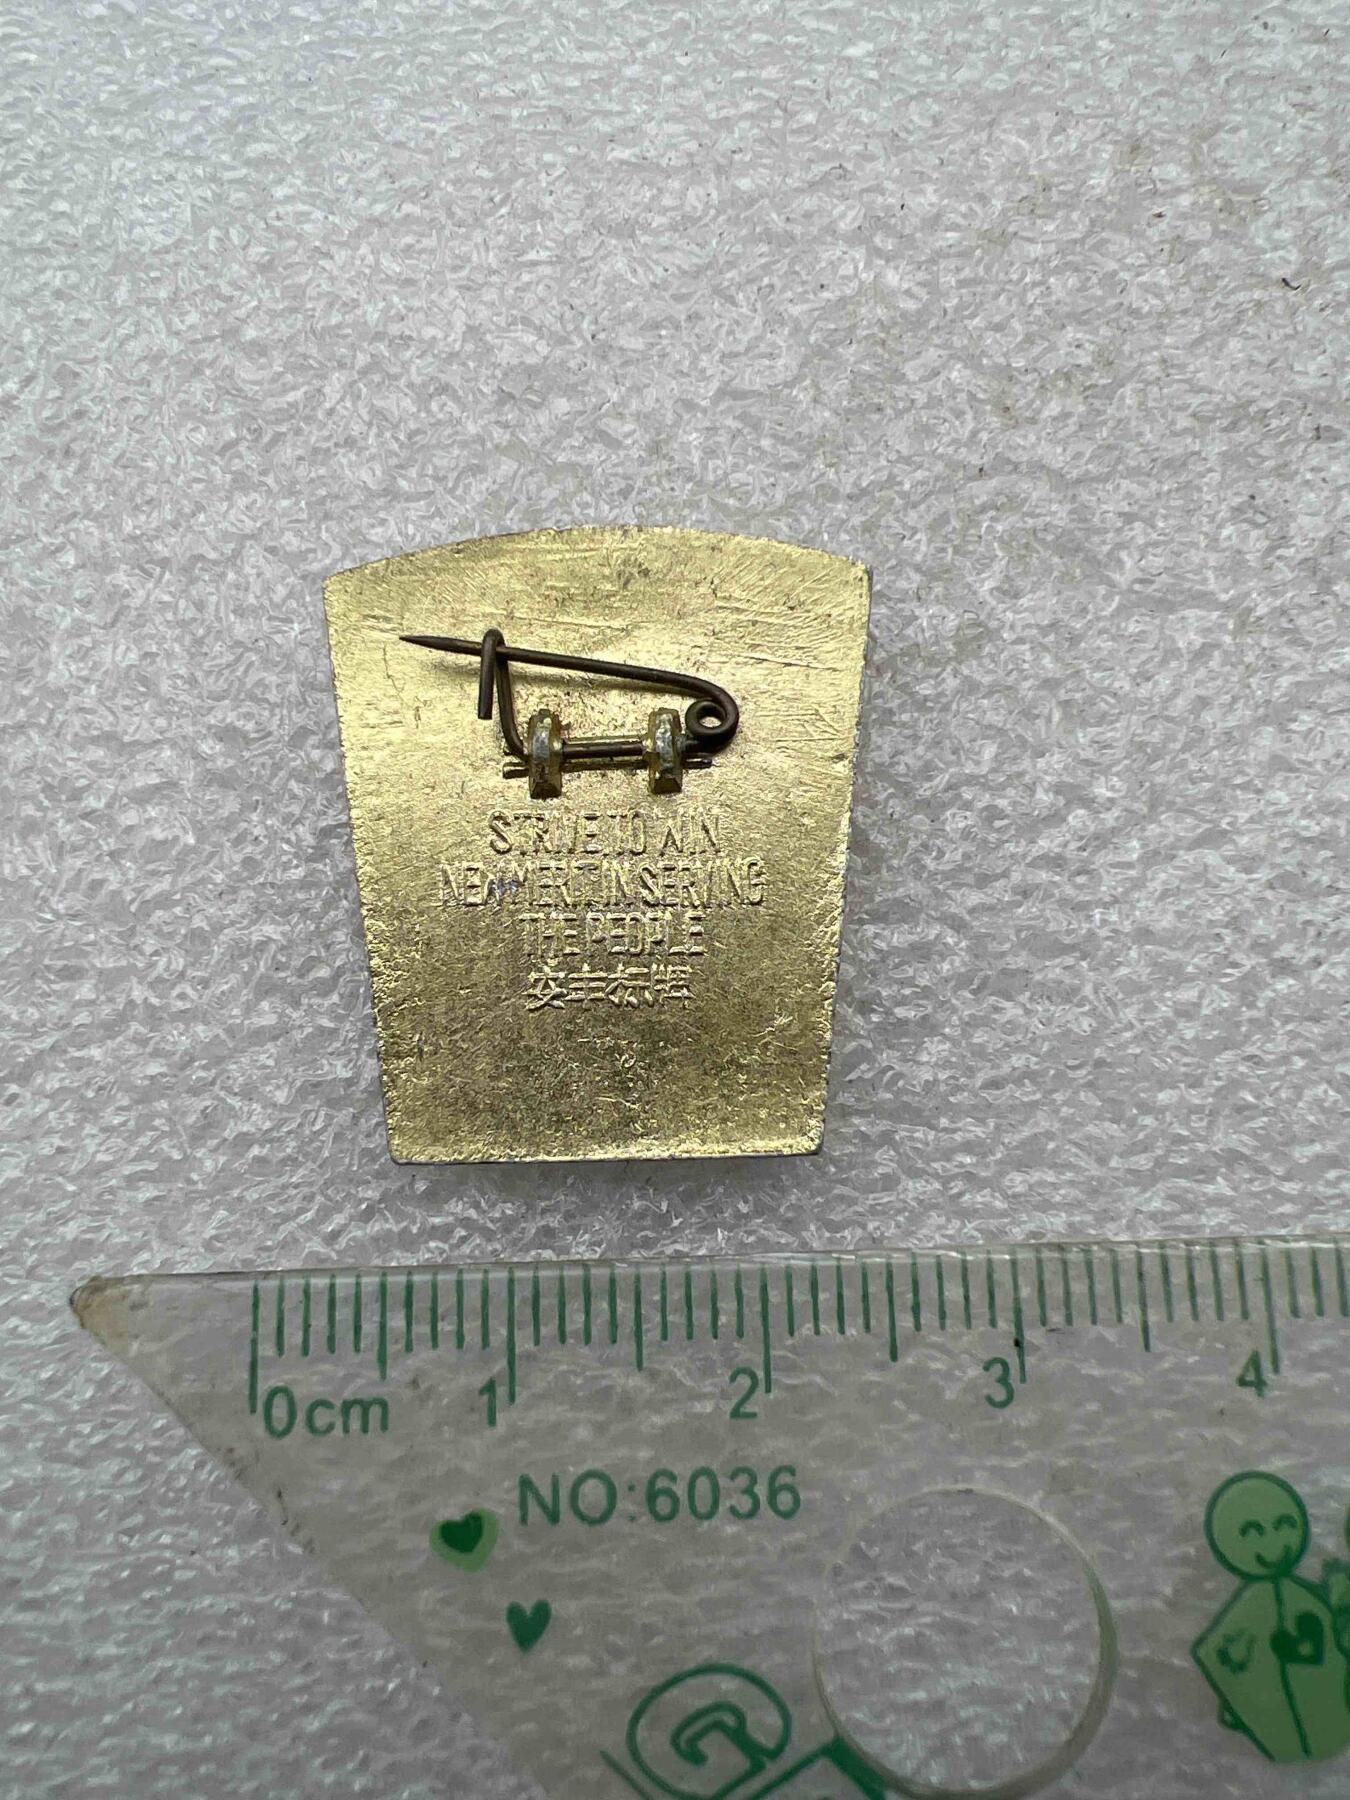 STRIVE TO WIN
NEW MERIT IN SERVING
THE PEOPLE
安丰标牌
0cm 1 2 3 4
NO:6036